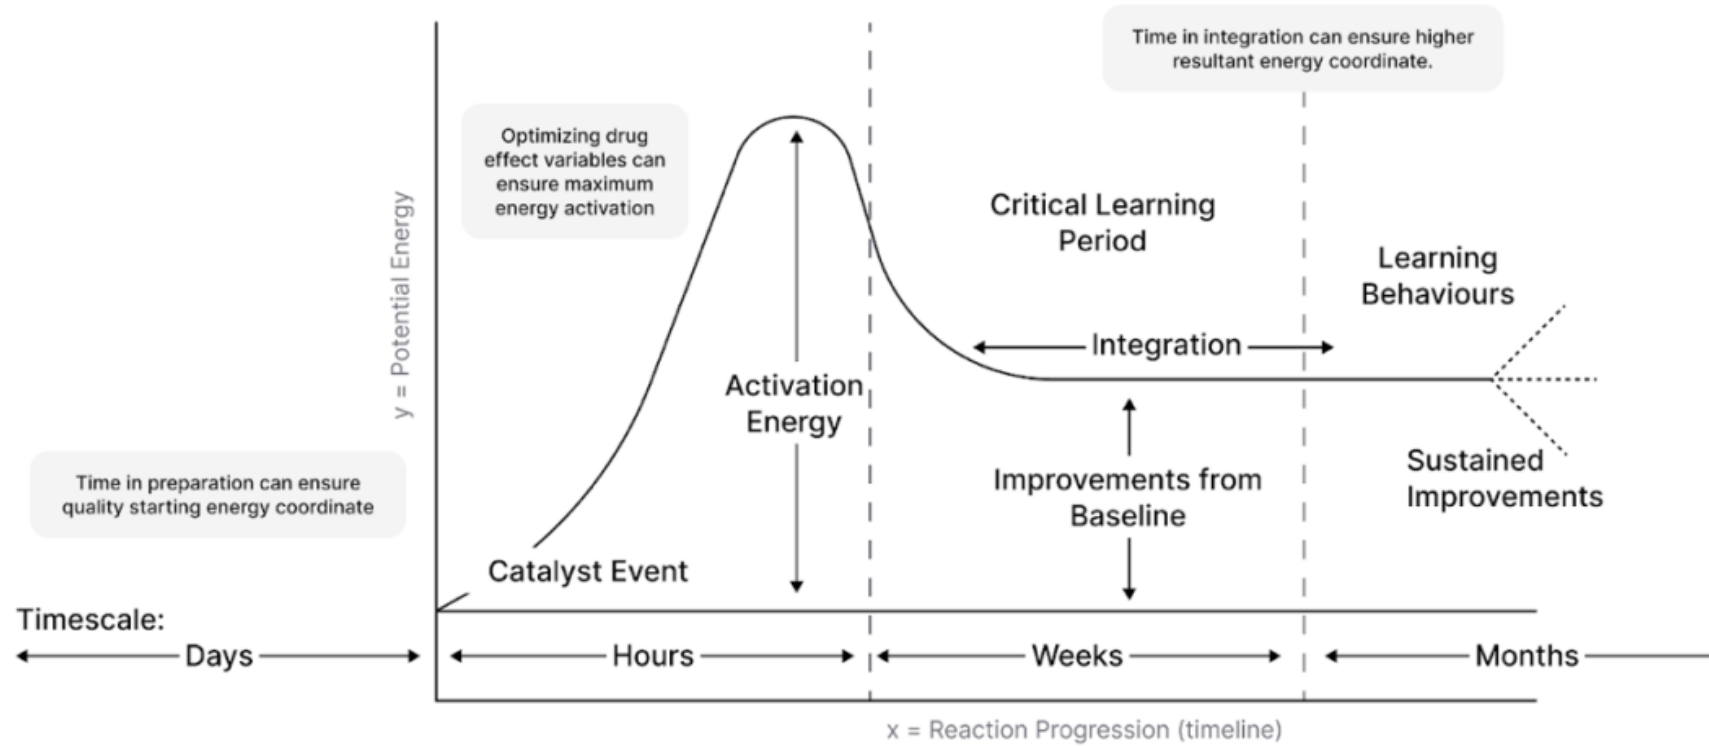 Time in integration can ensure higher
resultant energy coordinate.
Optimizing drug
effect variables can
ensure maximum
energy activation
y = Potential Energy
Critical Learning
Period
Learning
Behaviours
Integration
Activation
Energy
Time in preparation can ensure
quality starting energy coordinate
Improvements from
Baseline
Sustained
Improvements
Catalyst Event
Timescale:
Days
Hours
Weeks
Months
x = Reaction Progression (timeline)